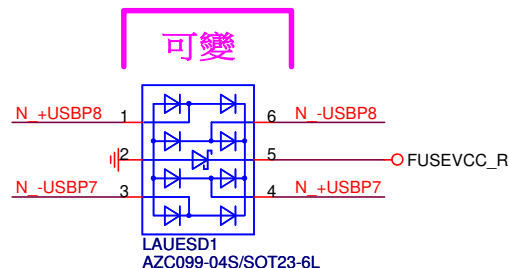 可變
N_+USBP8 1 6 N_-USBP8
2 5 FUSEVCC_R
N_-USBP7 3 4 N_+USBP7
LAUESD1
AZC099-04S/SOT23-6L